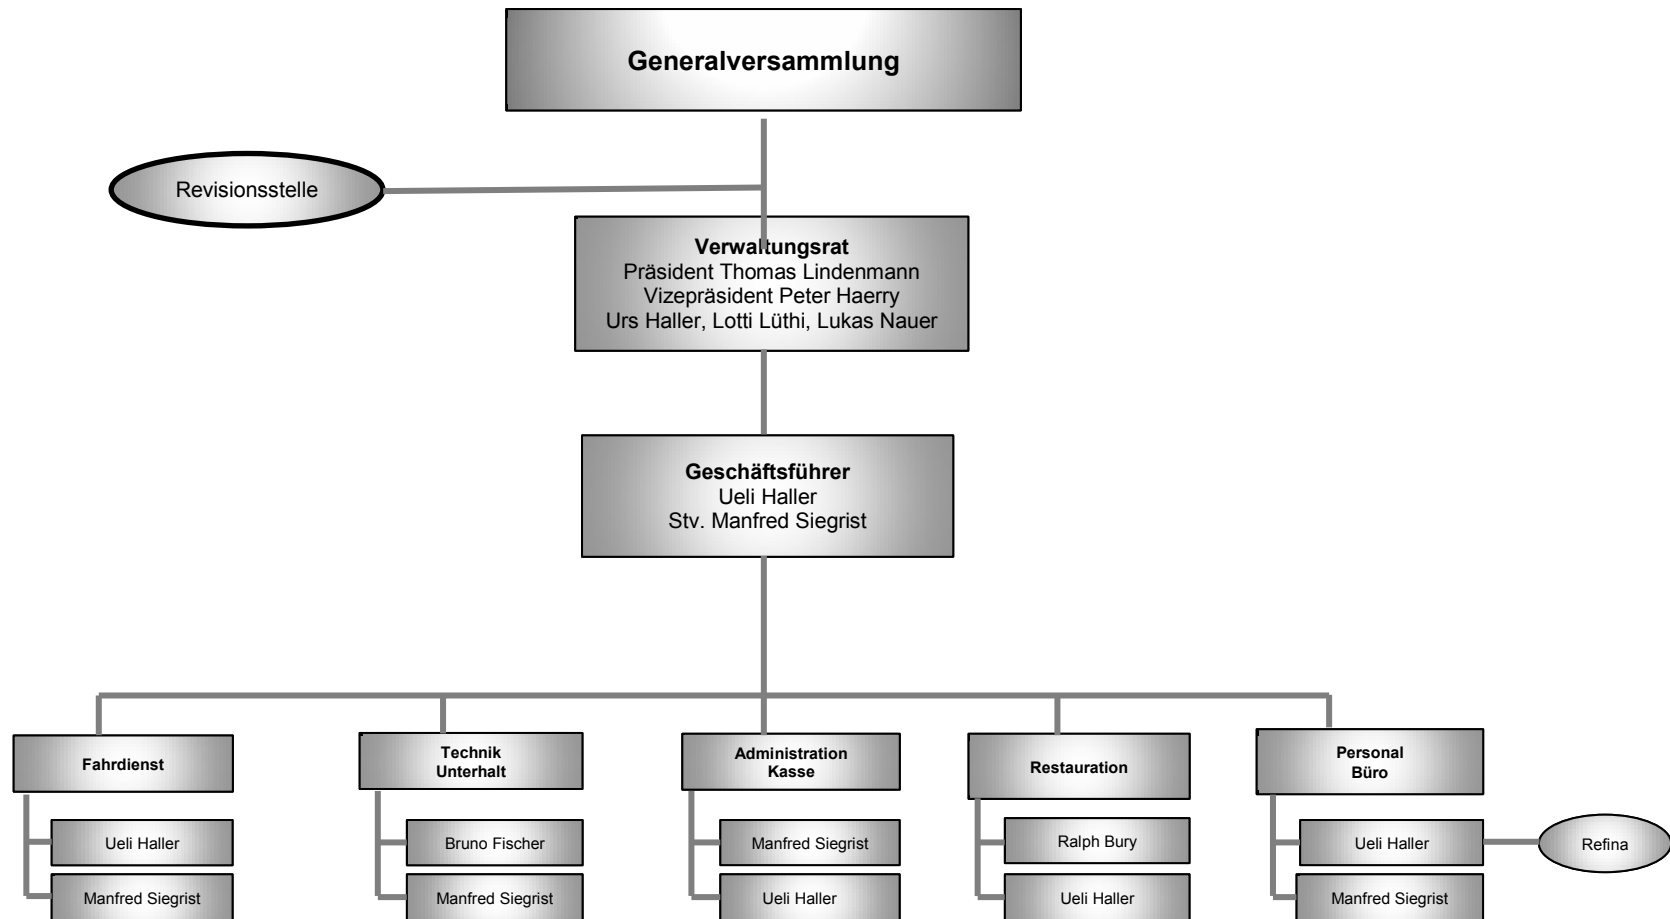 Generalversammlung
Revisionsstelle
Verwaltungsrat
Präsident Thomas Lindenmann
Vizepräsident Peter Haerry
Urs Haller, Lotti Lüthi, Lukas Nauer
Geschäftsführer
Ueli Haller
Stv. Manfred Siegrist
Fahrdienst
Ueli Haller
Manfred Siegrist
Technik
Unterhalt
Bruno Fischer
Manfred Siegrist
Administration
Kasse
Manfred Siegrist
Ueli Haller
Restauration
Ralph Bury
Ueli Haller
Personal
Büro
Ueli Haller
Refina
Manfred Siegrist